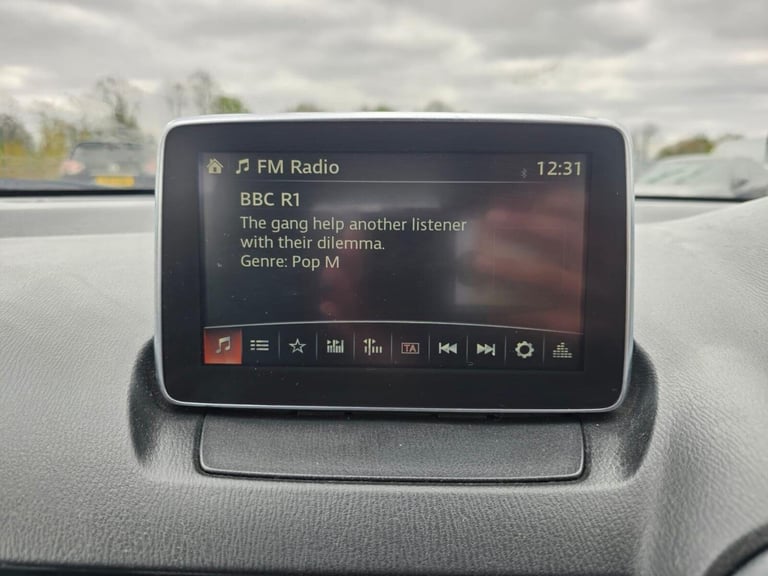 FM Radio 12:31
BBC R1
The gang help another listener
with their dilemma.
Genre: Pop M
TA